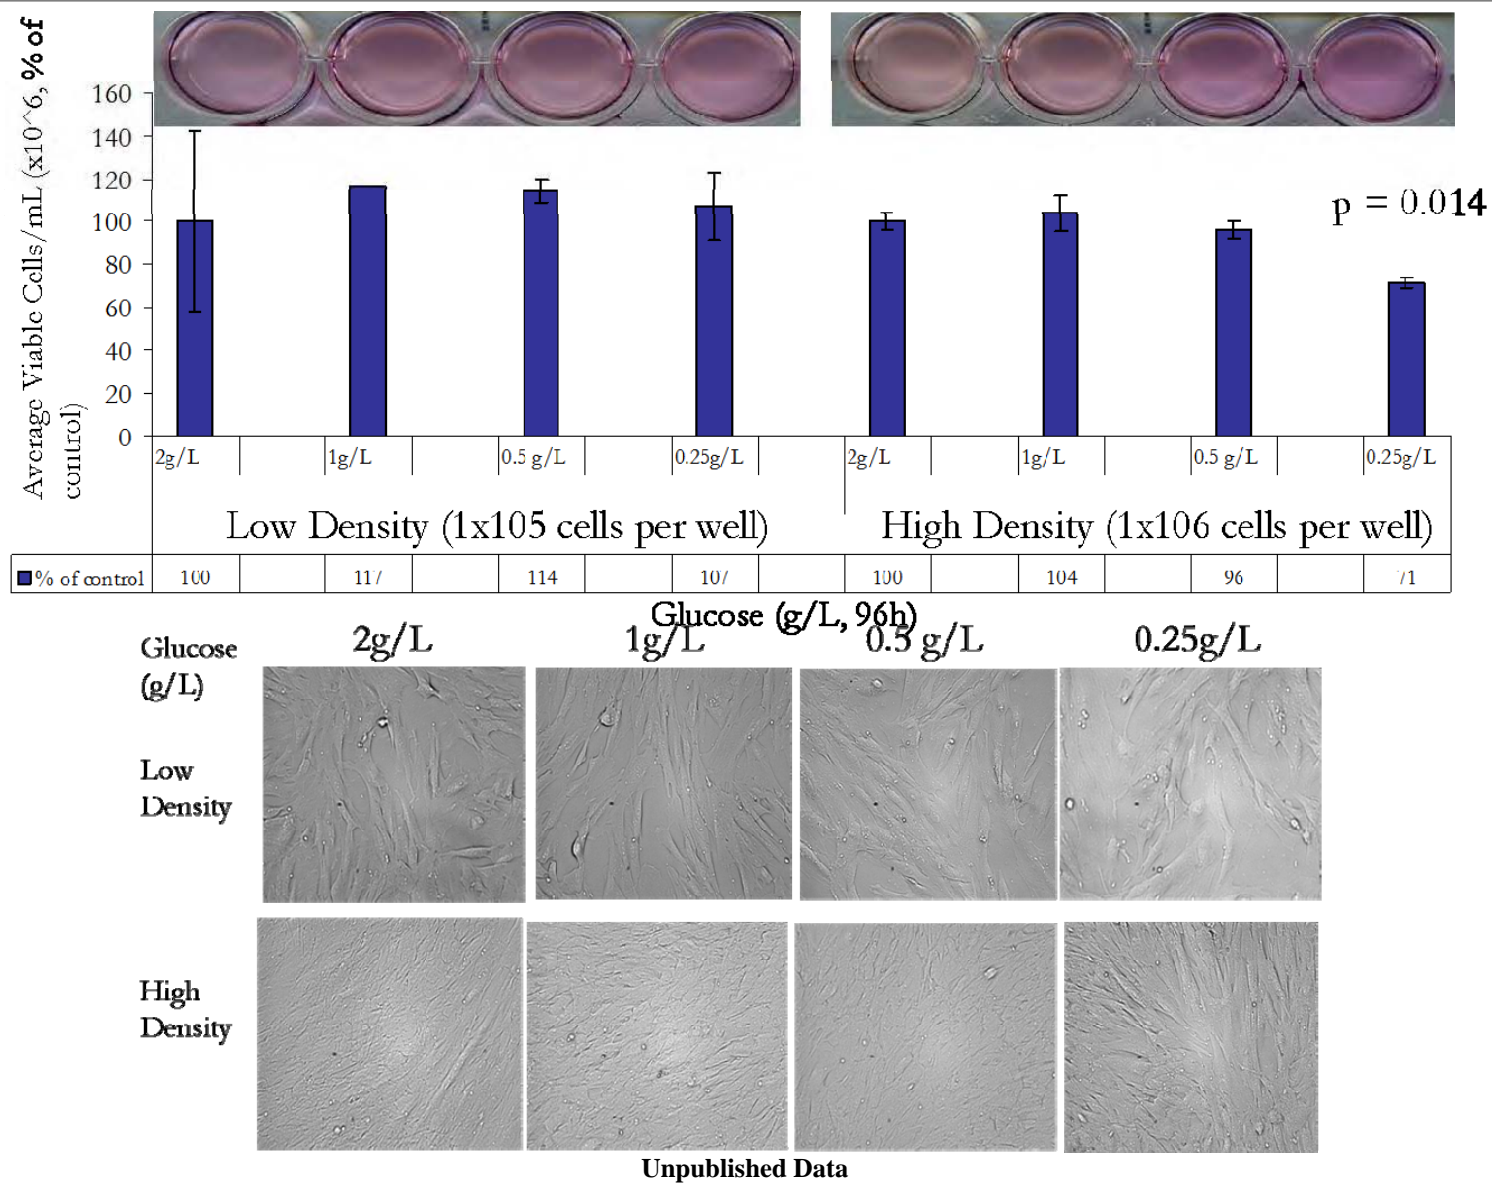 Average Viable Cells/mL (x10^6, % of
control)
160
140
120
100
80
60
40
20
0
p = 0.014
2g/L 1g/L 0.5 g/L 0.25g/L 2g/L 1g/L 0.5 g/L 0.25g/L
Low Density (1x105 cells per well) High Density (1x106 cells per well)
% of control 100 117 114 107 100 104 96 71
Glucose (g/L, 96h)
Glucose
(g/L)
2g/L 1g/L 0.5 g/L 0.25g/L
Low
Density
High
Density
Unpublished Data